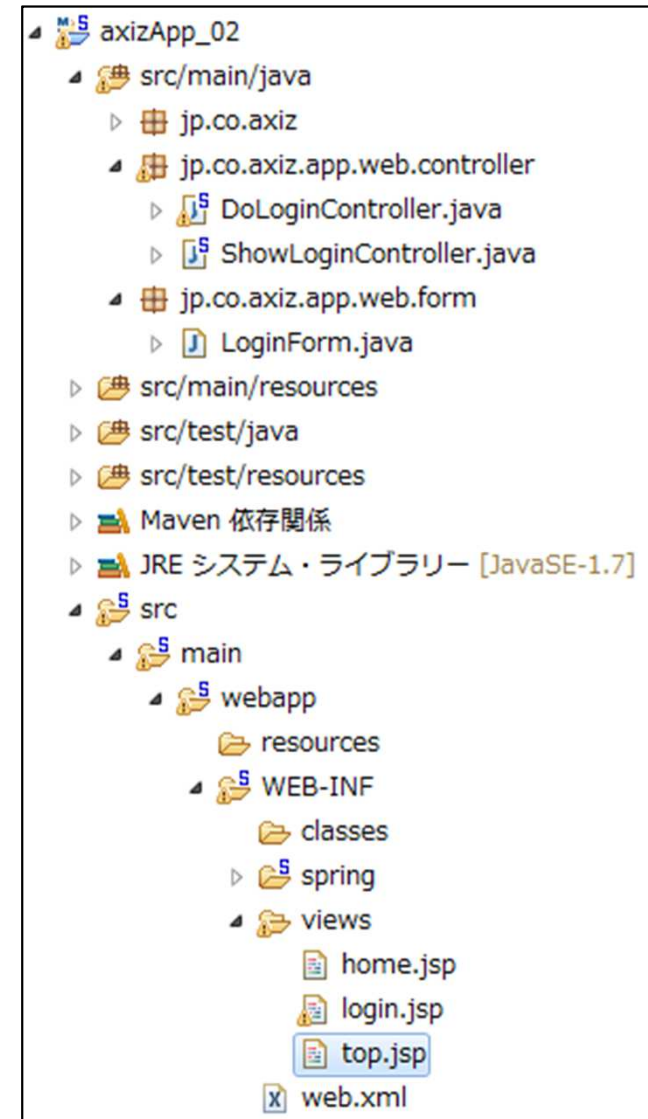 axizApp_02
src/main/java
jp.co.axiz
jp.co.axiz.app.web.controller
DoLoginController.java
ShowLoginController.java
jp.co.axiz.app.web.form
LoginForm.java
src/main/resources
src/test/java
src/test/resources
Maven 依存関係
JRE システム・ライブラリー [JavaSE-1.7]
src
main
webapp
resources
WEB-INF
classes
spring
views
home.jsp
login.jsp
top.jsp
web.xml